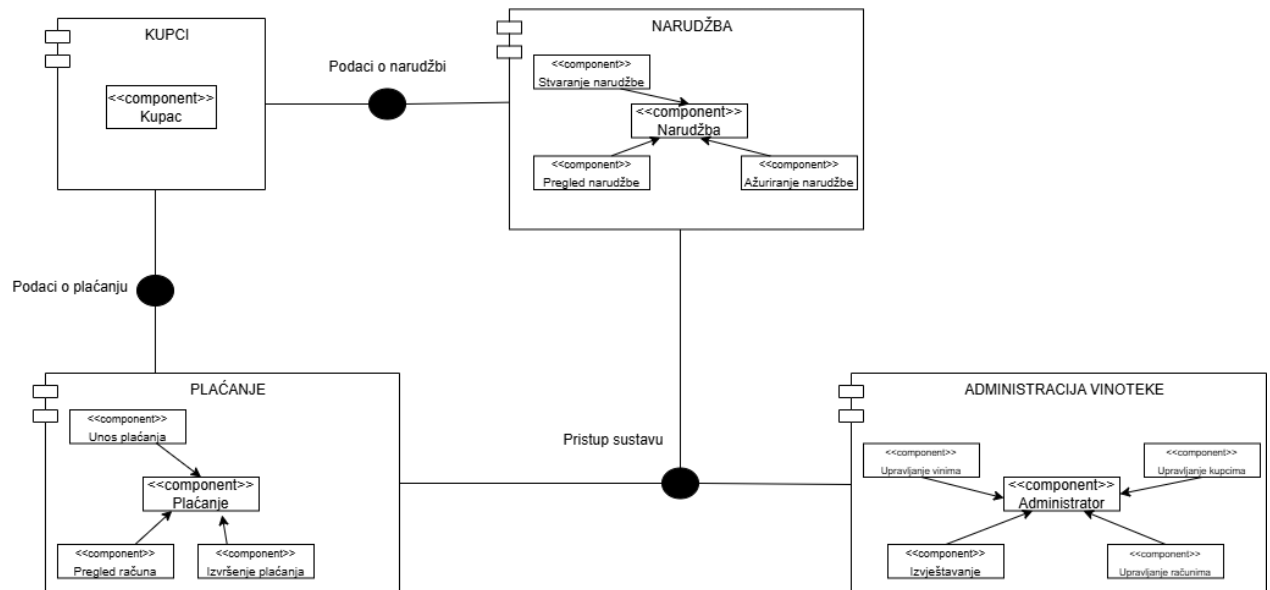 KUPCI
<<component>>
Kupac
Podaci o narudžbi
NARUDŽBA
<<component>>
Stvaranje narudžbe
<<component>>
Narudžba
<<component>>
Pregled narudžbe
<<component>>
Ažuriranje narudžbe
Podaci o plaćanju
PLAĆANJE
<<component>>
Unos plaćanja
<<component>>
Plaćanje
<<component>>
Pregled računa
<<component>>
Izvršenje plaćanja
Pristup sustavu
ADMINISTRACIJA VINOTEKE
<<component>>
Upravljanje vinima
<<component>>
Upravljanje kupcima
<<component>>
Administrator
<<component>>
Izvještavanje
<<component>>
Upravljanje računima